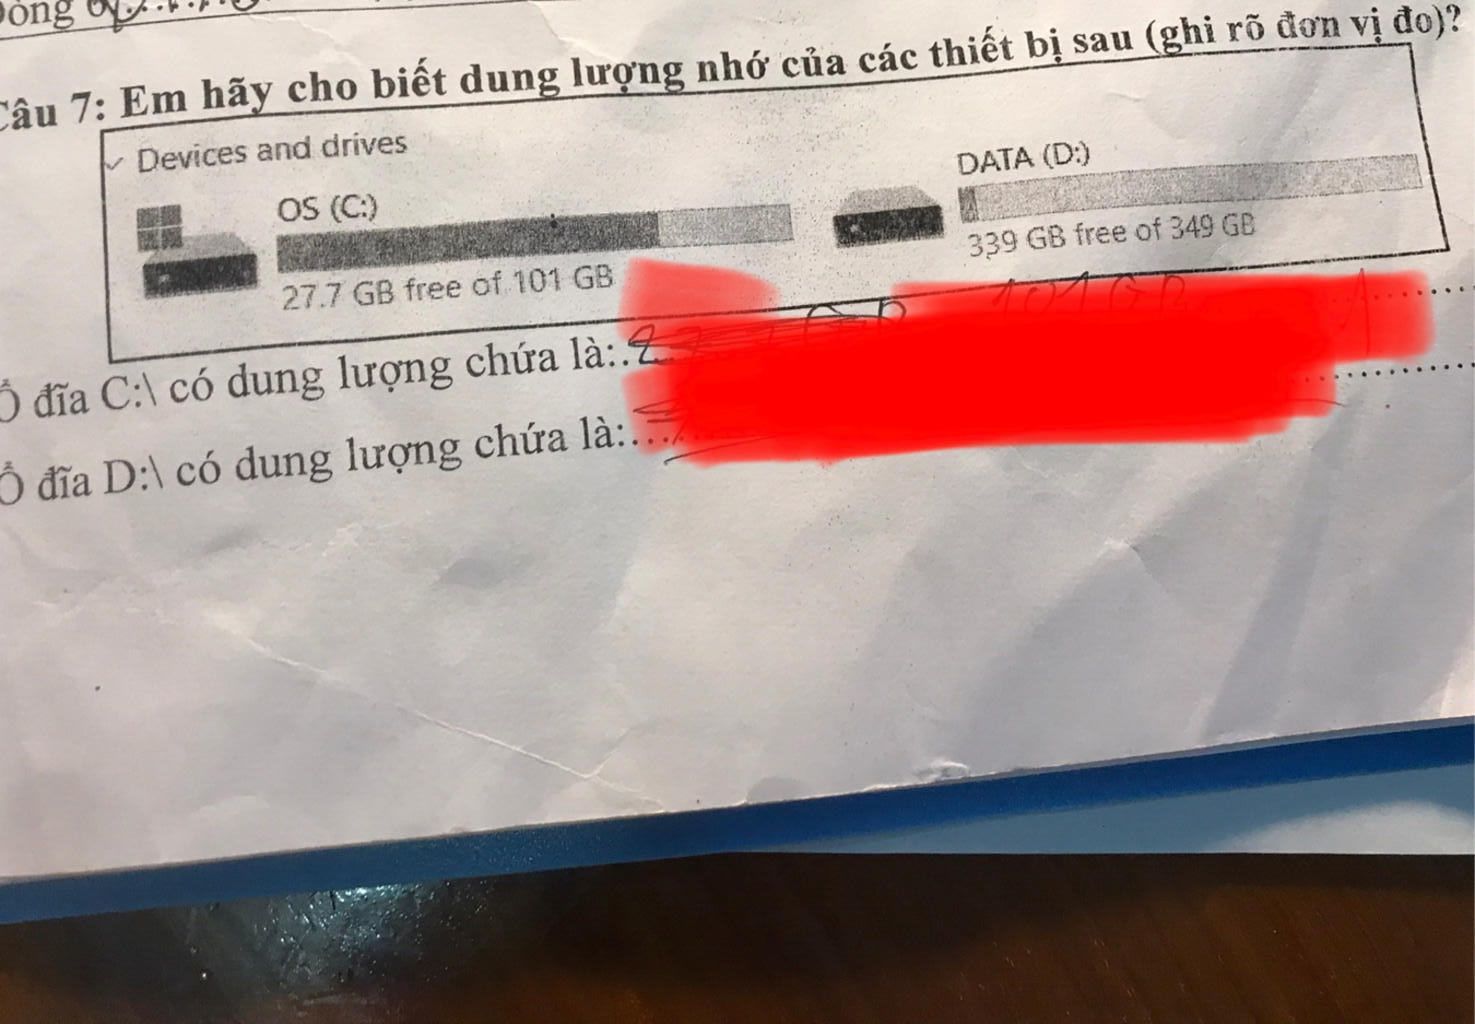 Câu 7: Em hãy cho biết dung lượng nhớ của các thiết bị sau (ghi rõ đơn vị đo)?
Devices and drives
OS (C:)
27.7 GB free of 101 GB
DATA (D:)
339 GB free of 349 GB
Ổ đĩa C:\ có dung lượng chứa là:
101GB
Ổ đĩa D:\ có dung lượng chứa là: